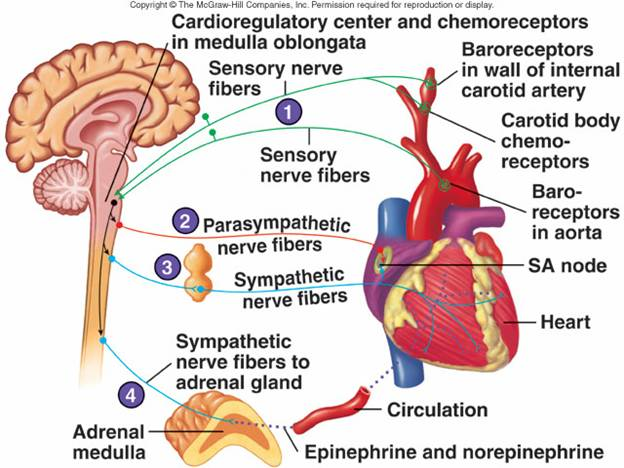 Copyright © The McGraw-Hill Companies, Inc. Permission required for reproduction or display.
Cardioregulatory center and chemoreceptors
in medulla oblongata
Sensory nerve
fibers
1
Sensory
nerve fibers
Baroreceptors
in wall of internal
carotid artery
Carotid body
chemo-
receptors
Baro-
receptors
in aorta
2
Parasympathetic
nerve fibers
3
Sympathetic
nerve fibers
SA node
Heart
Sympathetic
nerve fibers to
adrenal gland
4
Circulation
Adrenal
medulla
Epinephrine and norepinephrine